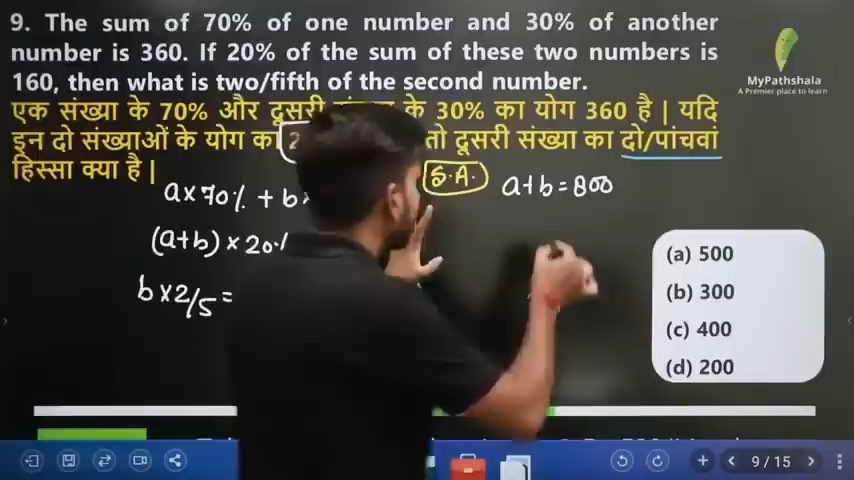 9. The sum of 70% of one number and 30% of another
number is 360. If 20% of the sum of these two numbers is
160, then what is two/fifth of the second number.
एक संख्या के 70% और दूसरी के 30% का योग 360 है | यदि
इन दो संख्याओं के योग का तो दूसरी संख्या का दो/पांचवां
हिस्सा क्या है |
MyPathshala
A Premier place to learn
a×70% + b×
S.A.
a+b=800
(a+b)×20%
b×2/5=
(a) 500
(b) 300
(c) 400
(d) 200
9 / 15